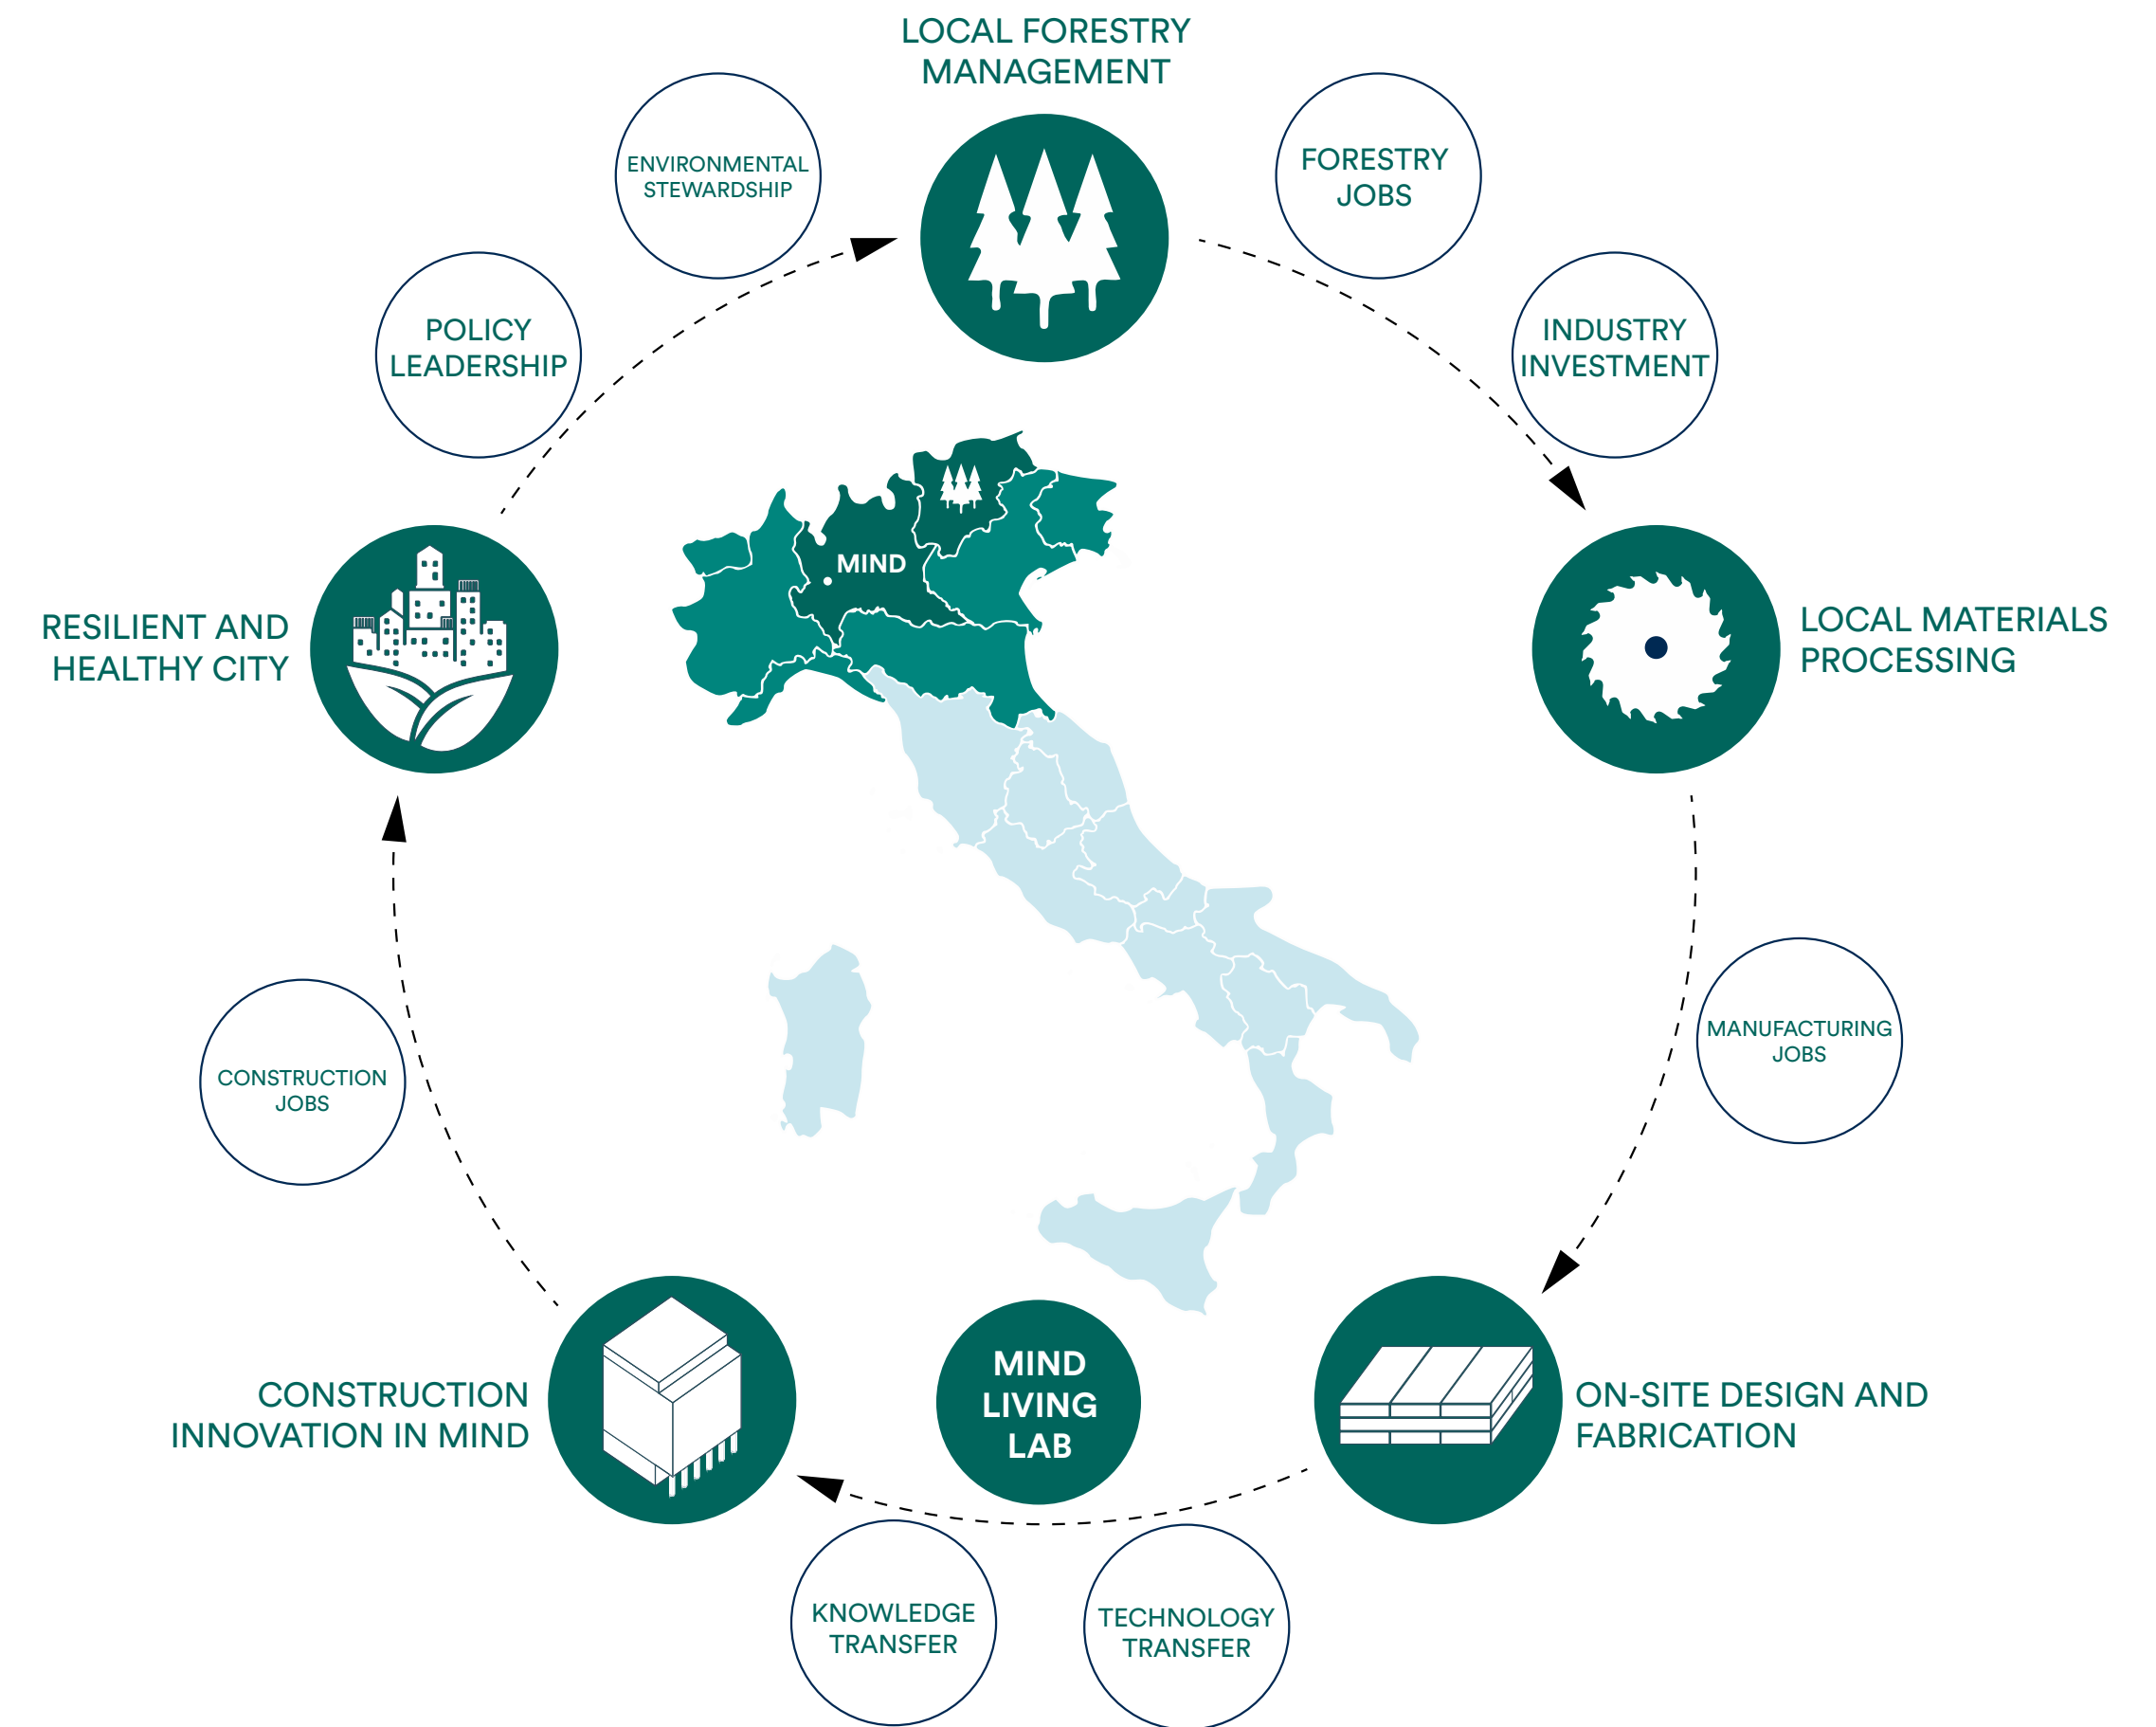 LOCAL FORESTRY
MANAGEMENT
ENVIRONMENTAL
STEWARDSHIP
FORESTRY
JOBS
POLICY
LEADERSHIP
INDUSTRY
INVESTMENT
MIND
RESILIENT AND
HEALTHY CITY
LOCAL MATERIALS
PROCESSING
MANUFACTURING
JOBS
CONSTRUCTION
JOBS
CONSTRUCTION
INNOVATION IN MIND
MIND
LIVING
LAB
ON-SITE DESIGN AND
FABRICATION
KNOWLEDGE
TRANSFER
TECHNOLOGY
TRANSFER